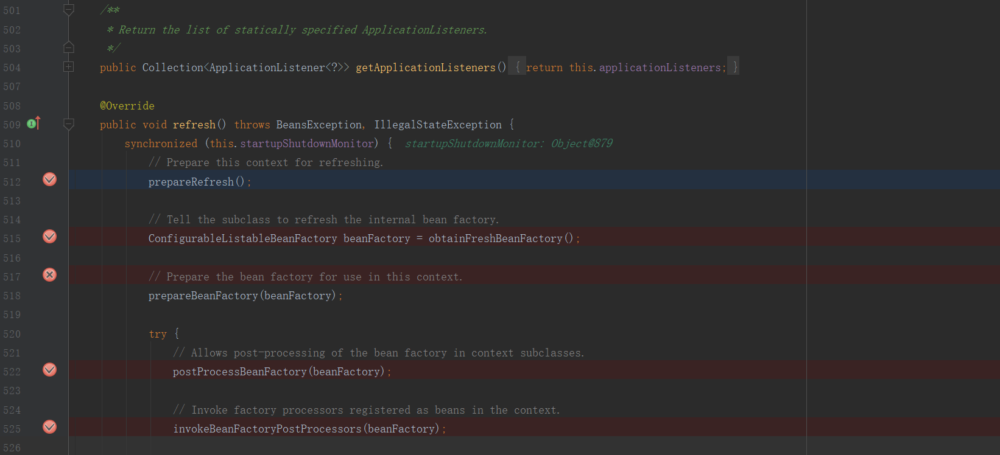 501 /**
502 * Return the list of statically specified ApplicationListeners.
503 */
504 public Collection<ApplicationListener<?>> getApplicationListeners() { return this.applicationListeners; }
507
508 @Override
509 public void refresh() throws BeansException, IllegalStateException {
510 synchronized (this.startupShutdownMonitor) { startupShutdownMonitor: Object@879
511 // Prepare this context for refreshing.
512 prepareRefresh();
513
514 // Tell the subclass to refresh the internal bean factory.
515 ConfigurableListableBeanFactory beanFactory = obtainFreshBeanFactory();
516
517 // Prepare the bean factory for use in this context.
518 prepareBeanFactory(beanFactory);
519
520 try {
521 // Allows post-processing of the bean factory in context subclasses.
522 postProcessBeanFactory(beanFactory);
523
524 // Invoke factory processors registered as beans in the context.
525 invokeBeanFactoryPostProcessors(beanFactory);
526